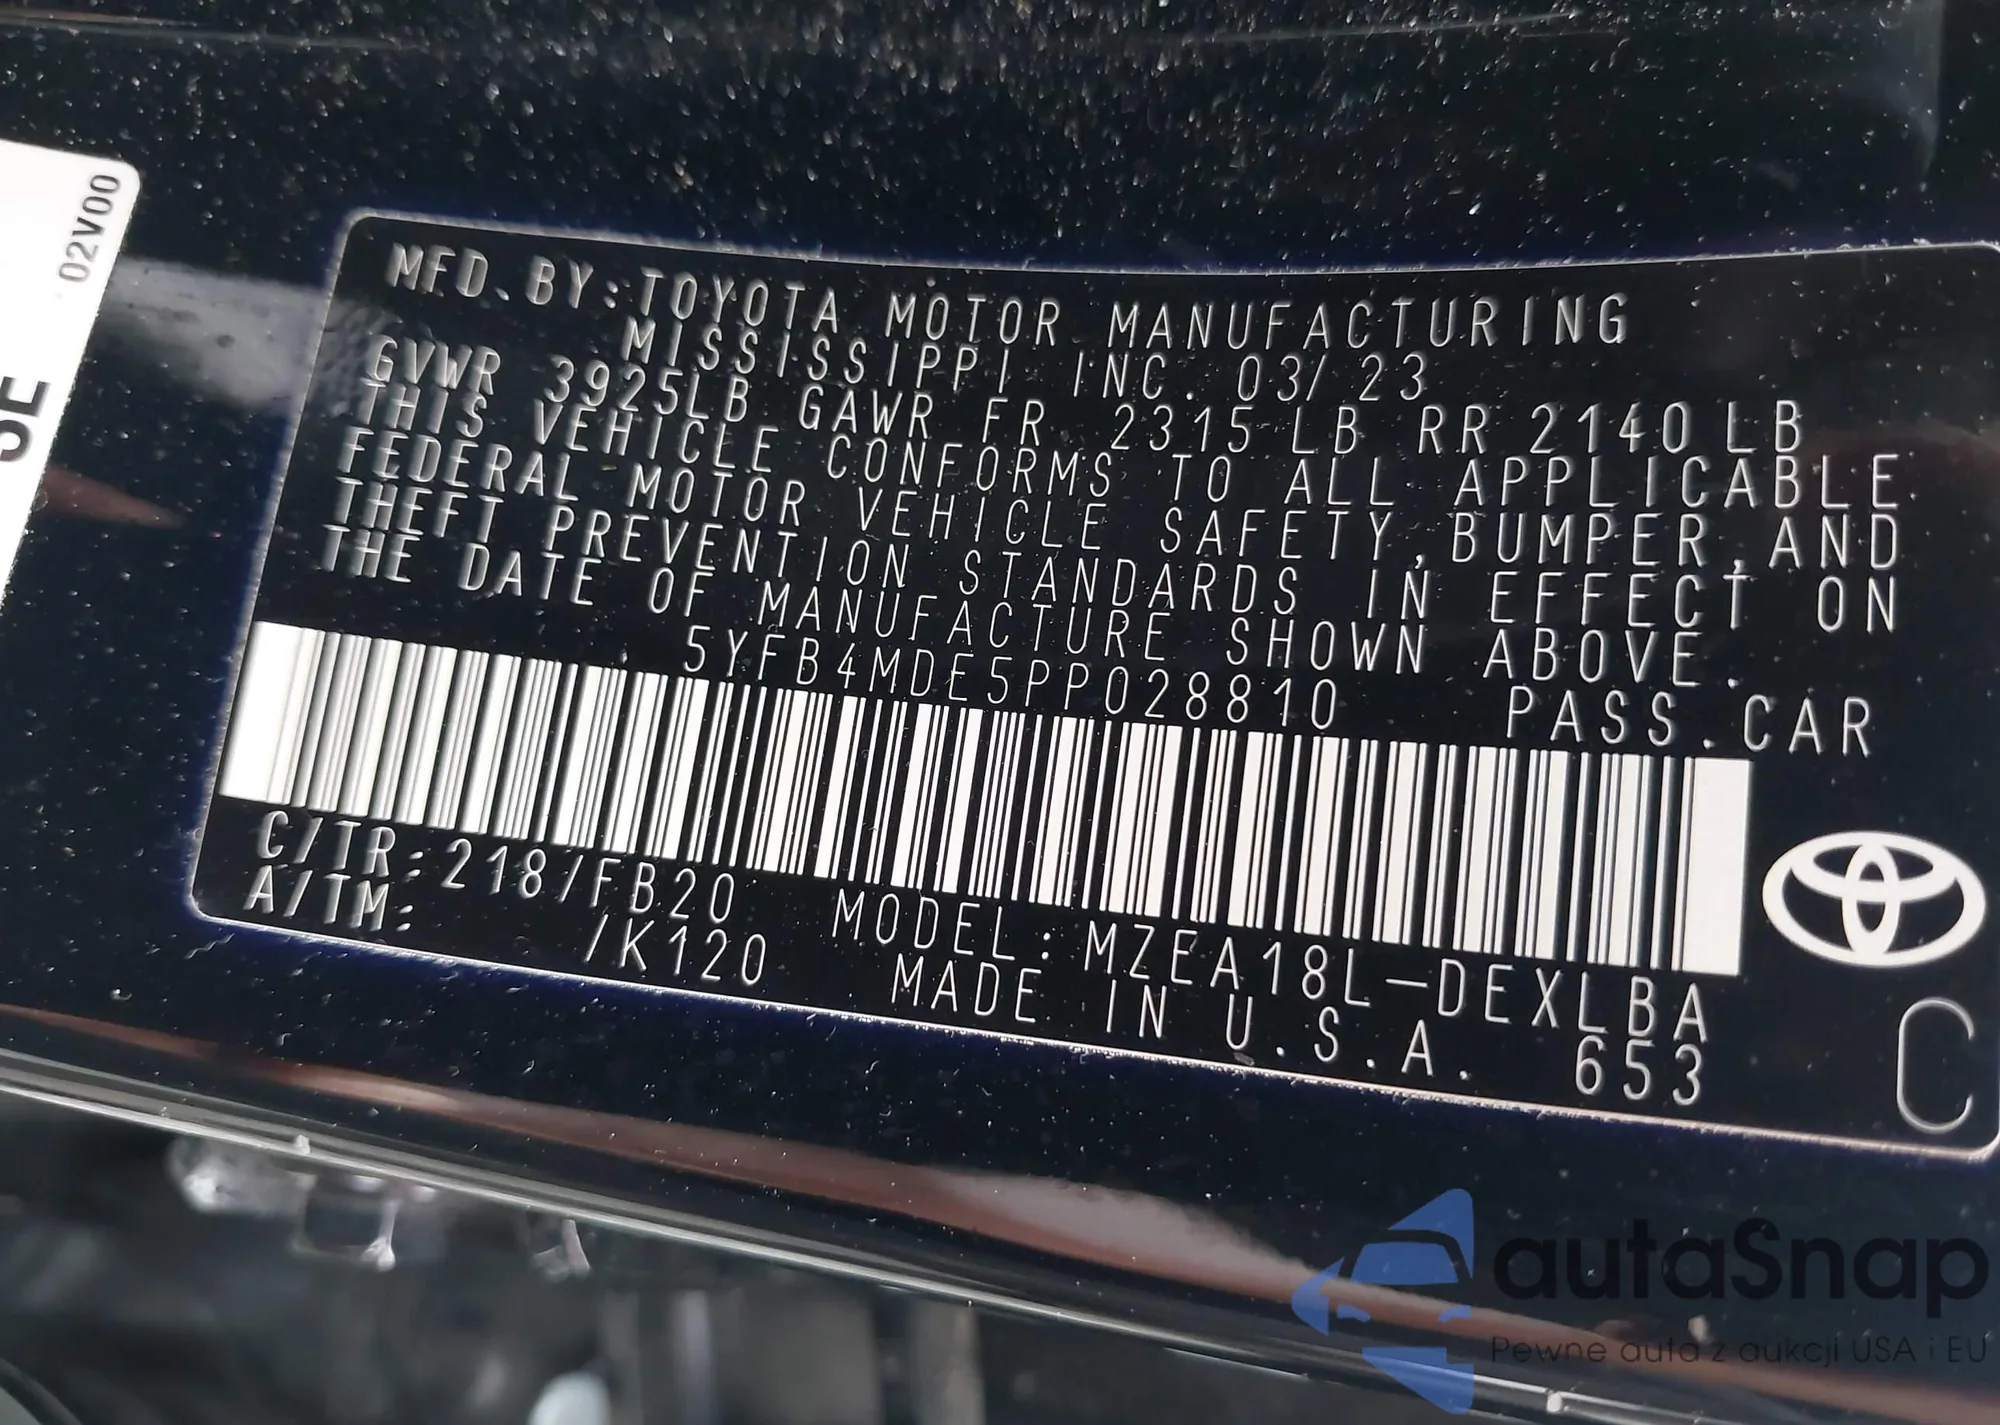 02V00
SE
MFD.BY:TOYOTA MOTOR MANUFACTURING
MISSISSIPPI, INC. 03/23
GVWR 3925LB GAWR FR 2315LB RR 2140LB
THIS VEHICLE CONFORMS TO ALL APPLICABLE
FEDERAL MOTOR VEHICLE SAFETY,BUMPER,AND
THEFT PREVENTION STANDARDS IN EFFECT ON
THE DATE OF MANUFACTURE SHOWN ABOVE.
5YFB4MDE5PP028810 PASS.CAR
C/TR:218/FB20 MODEL:MZEA18L-DEXLBA
A/TM: /K120 MADE IN U.S.A. 653
C
autaSnap
Pewne auta z aukcji USA i EU